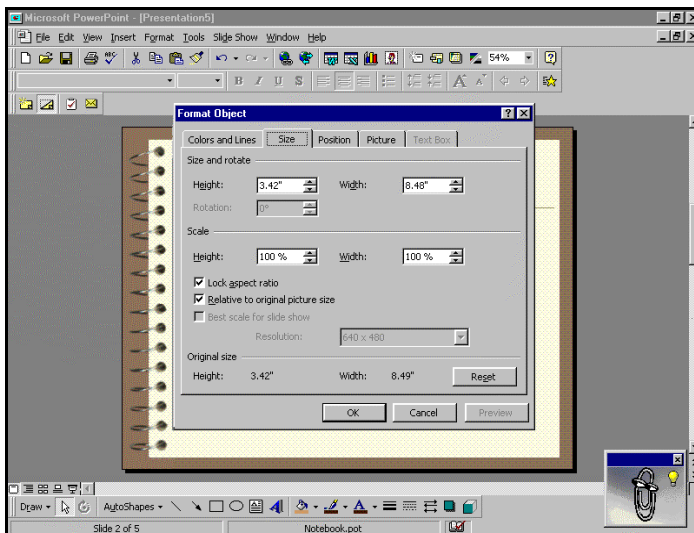 Microsoft PowerPoint - [Presentation5]
File Edit View Insert Format Tools Slide Show Window Help
54%
B I U S
Format Object
Colors and Lines Size Position Picture Text Box
Size and rotate
Height: 3.42" Width: 8.48"
Rotation: 0°
Scale
Height: 100 % Width: 100 %
Lock aspect ratio
Relative to original picture size
Best scale for slide show
Resolution: 640 x 480
Original size
Height: 3.42" Width: 8.49" Reset
OK Cancel Preview
Draw AutoShapes
Slide 2 of 5 Notebook.pot